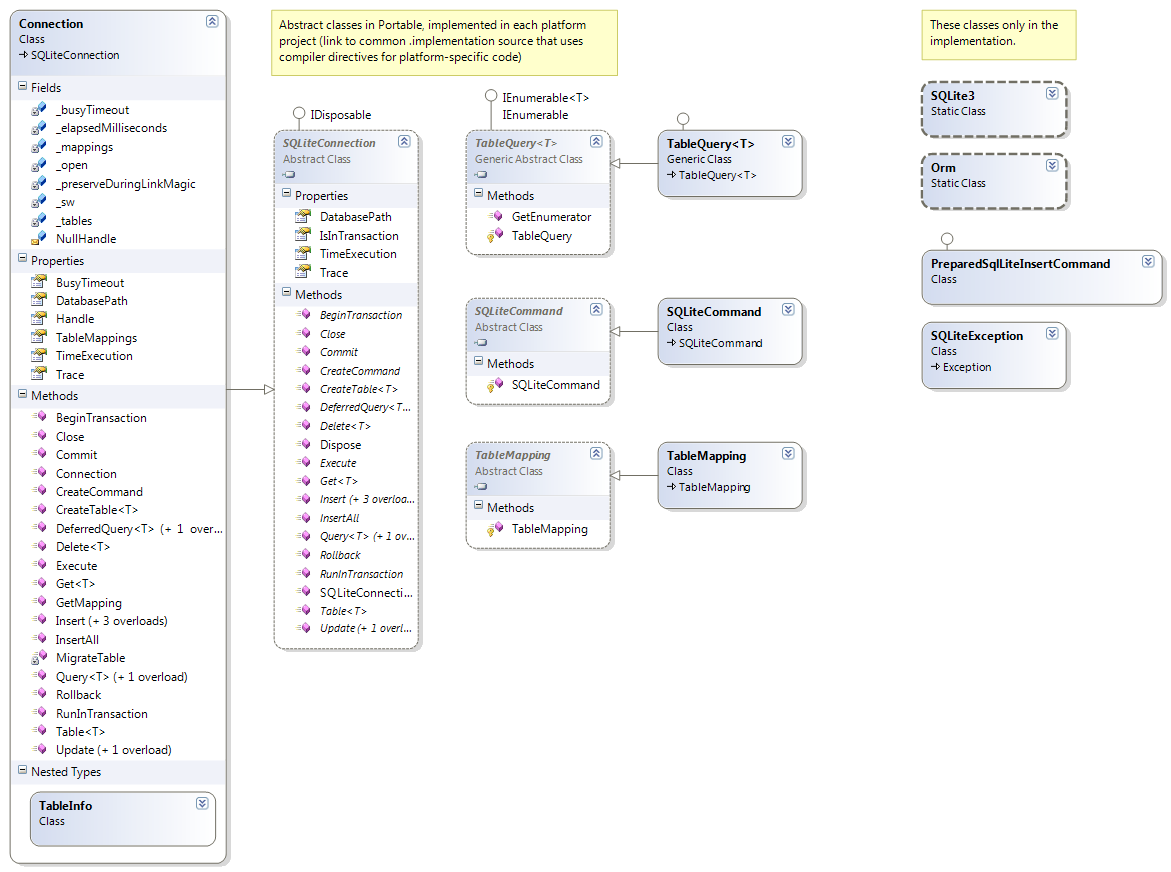 Connection
Class
SQLiteConnection
Fields
_busyTimeout
_elapsedMilliseconds
_mappings
_open
_preserveDuringLinkMagic
_sw
_tables
NullHandle
Properties
BusyTimeout
DatabasePath
Handle
TableMappings
TimeExecution
Trace
Methods
BeginTransaction
Close
Commit
Connection
CreateCommand
CreateTable<T>
DeferredQuery<T> (+ 1 over...
Delete<T>
Execute
Get<T>
GetMapping
Insert (+ 3 overloads)
InsertAll
MigrateTable
Query<T> (+ 1 overload)
Rollback
RunInTransaction
Table<T>
Update (+ 1 overload)
Nested Types
TableInfo
Class
Abstract classes in Portable, implemented in each platform
project (link to common .implementation source that uses
compiler directives for platform-specific code)
IDisposable
SQLiteConnection
Abstract Class
Properties
DatabasePath
IsInTransaction
TimeExecution
Trace
Methods
BeginTransaction
Close
Commit
CreateCommand
CreateTable<T>
DeferredQuery<T...
Delete<T>
Dispose
Execute
Get<T>
Insert (+ 3 overloa...
InsertAll
Query<T> (+ 1 ov...
Rollback
RunInTransaction
SQLiteConnecti...
Table<T>
Update (+ 1 overl...
IEnumerable<T>
IEnumerable
TableQuery<T>
Generic Abstract Class
Methods
GetEnumerator
TableQuery
TableQuery<T>
Generic Class
TableQuery<T>
SQLiteCommand
Abstract Class
Methods
SQLiteCommand
SQLiteCommand
Class
SQLiteCommand
TableMapping
Abstract Class
Methods
TableMapping
TableMapping
Class
TableMapping
These classes only in the
implementation.
SQLite3
Static Class
Orm
Static Class
PreparedSqlLiteInsertCommand
Class
SQLiteException
Class
Exception